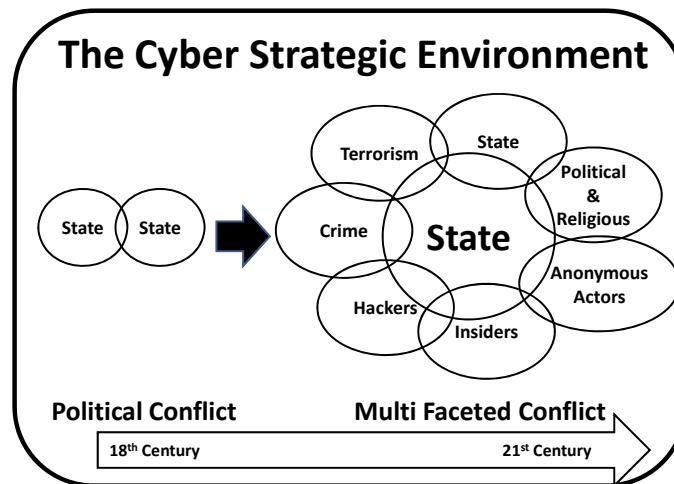 The Cyber Strategic Environment
State State
Terrorism
State
Political
&
Religious
Crime
State
Anonymous
Actors
Hackers
Insiders
Political Conflict
Multi Faceted Conflict
18th Century
21st Century